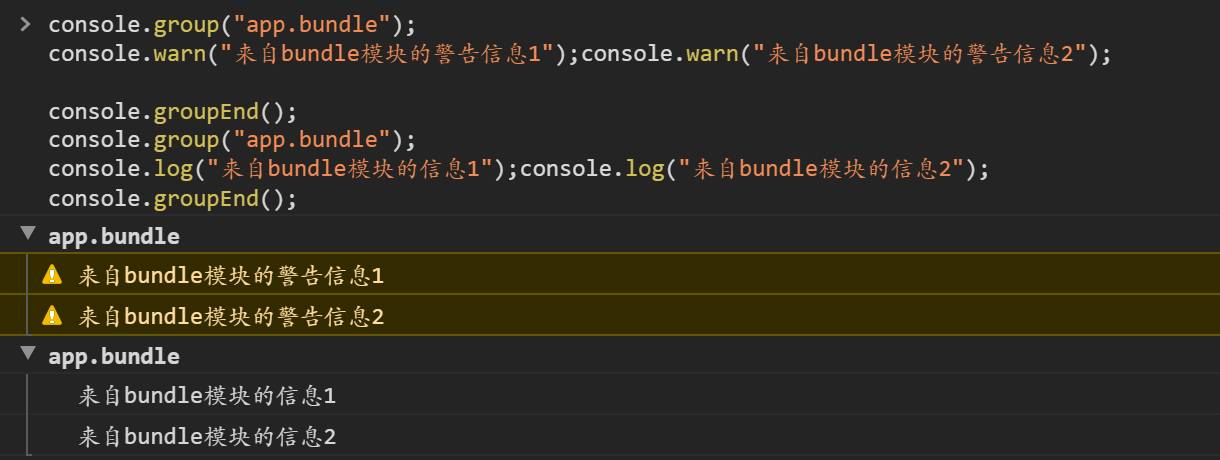 > console.group("app.bundle");
console.warn("来自bundle模块的警告信息1");console.warn("来自bundle模块的警告信息2");
console.groupEnd();
console.group("app.bundle");
console.log("来自bundle模块的信息1");console.log("来自bundle模块的信息2");
console.groupEnd();
▼ app.bundle
来自bundle模块的警告信息1
来自bundle模块的警告信息2
▼ app.bundle
来自bundle模块的信息1
来自bundle模块的信息2